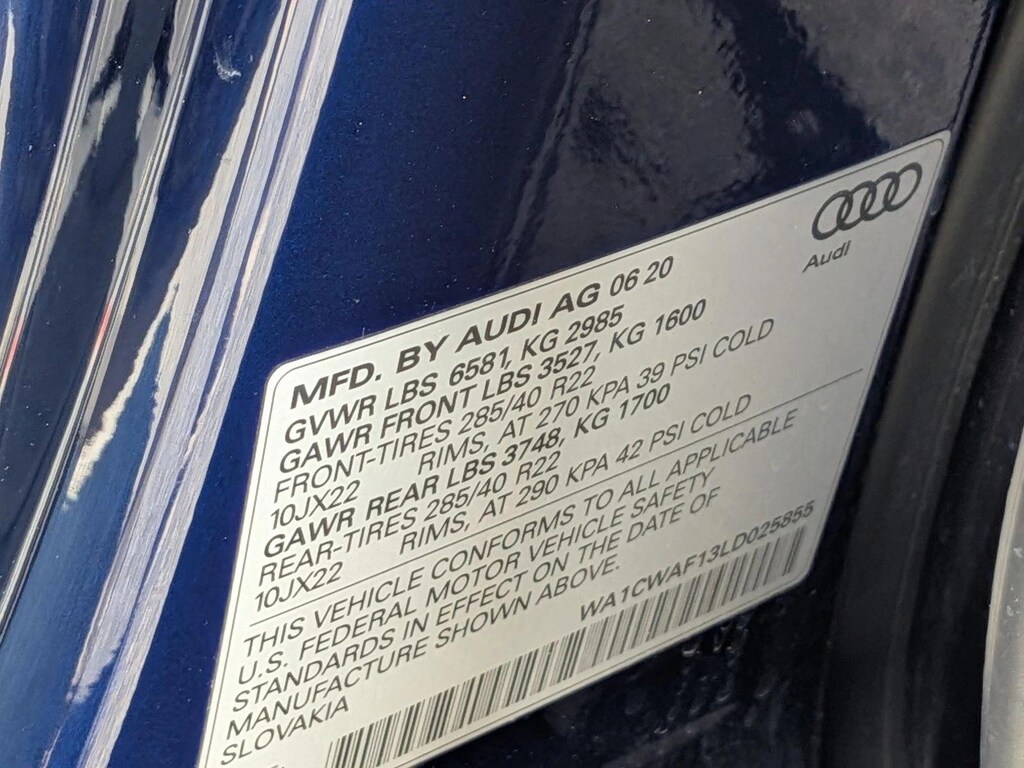 Audi
MFD. BY AUDI AG 06 20
GVWR LBS 6581, KG 2985
GAWR FRONT LBS 3527, KG 1600
FRONT-TIRES 285/40 R22
10JX22 RIMS, AT 270 KPA 39 PSI COLD
GAWR REAR LBS 3748, KG 1700
REAR-TIRES 285/40 R22
10JX22 RIMS, AT 290 KPA 42 PSI COLD
THIS VEHICLE CONFORMS TO ALL APPLICABLE
U.S. FEDERAL MOTOR VEHICLE SAFETY
STANDARDS IN EFFECT ON THE DATE OF
MANUFACTURE SHOWN ABOVE.
SLOVAKIA
WA1CWAF13LD025855